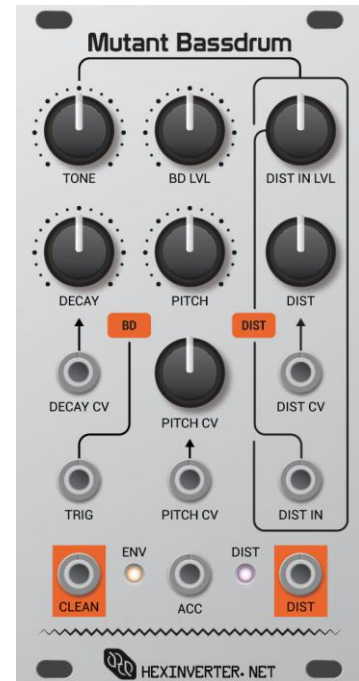 Mutant Bassdrum
TONE BD LVL DIST IN LVL
DECAY PITCH DIST
BD DIST
DECAY CV PITCH CV DIST CV
TRIG PITCH CV DIST IN
ENV DIST
CLEAN ACC DIST
HEXINVERTER. NET